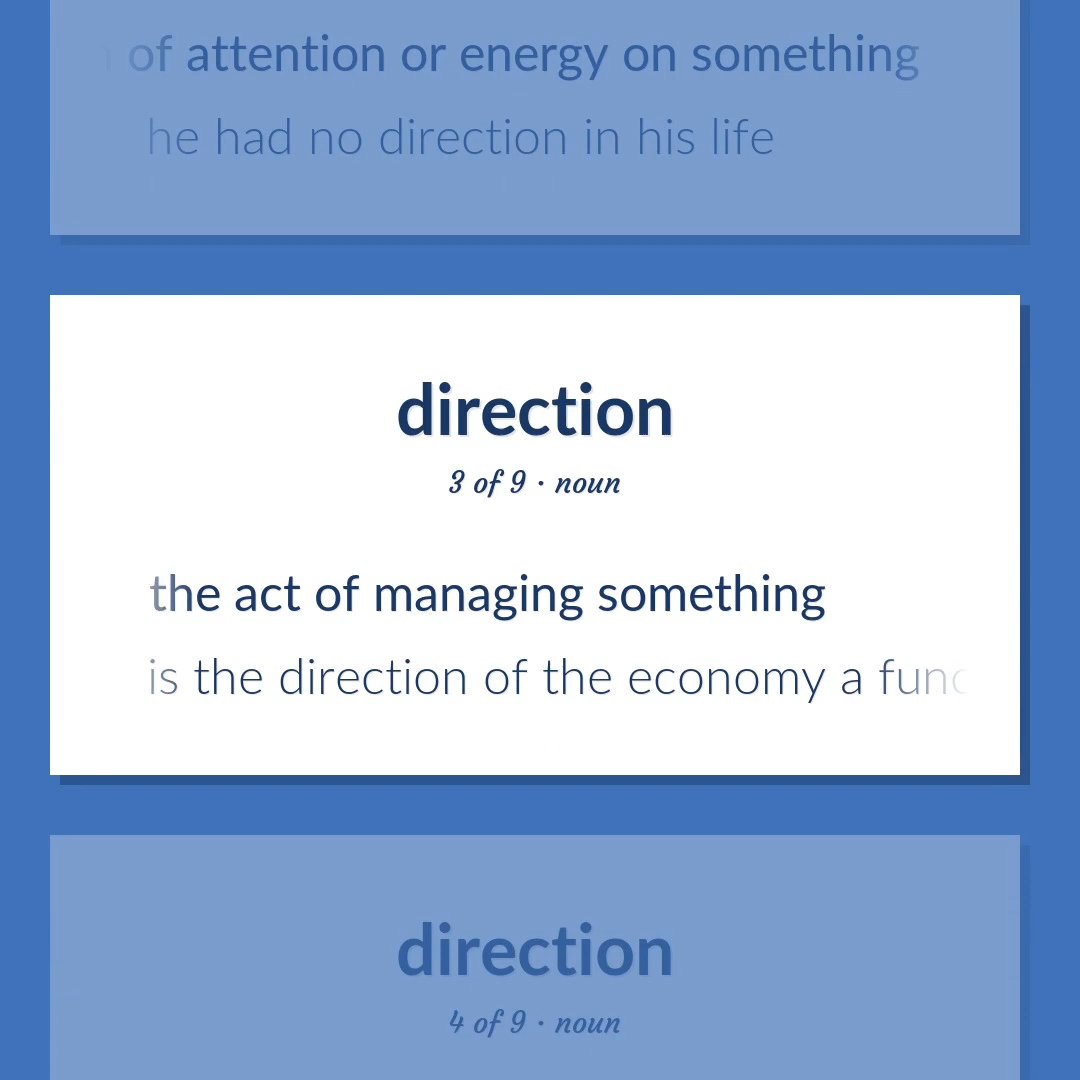 of attention or energy on something
he had no direction in his life
direction
3 of 9 · noun
the act of managing something
is the direction of the economy a func
direction
4 of 9 · noun